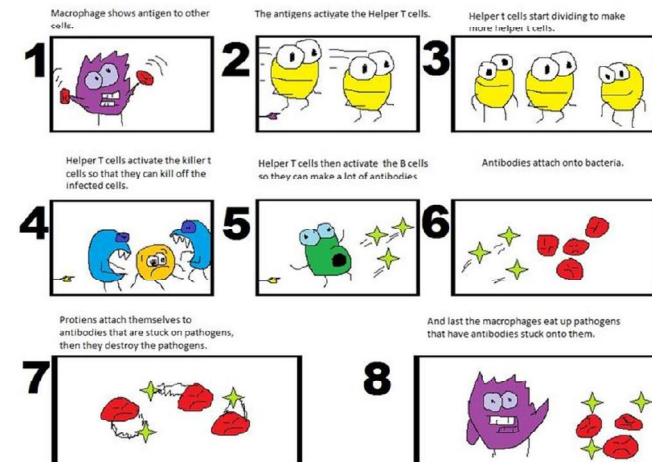 Macrophage shows antigen to other
cells.
The antigens activate the Helper T cells.
Helper t cells start dividing to make
more helper t cells.
1
2
3
Helper T cells activate the killer t
cells so that they can kill off the
infected cells.
Helper T cells then activate the B cells
so they can make a lot of antibodies
Antibodies attach onto bacteria.
4
5
6
Protiens attach themselves to
antibodies that are stuck on pathogens,
then they destroy the pathogens.
And last the macrophages eat up pathogens
that have antibodies stuck onto them.
7
8